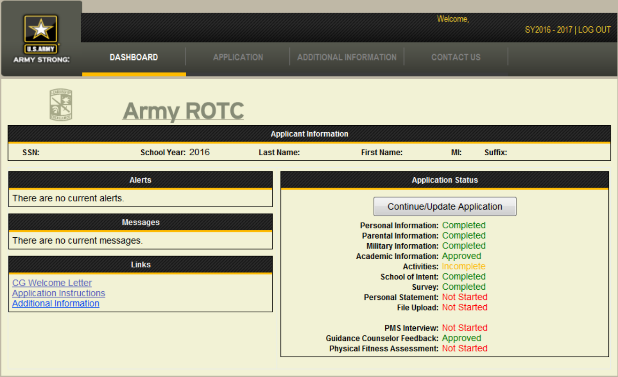 Welcome,
SY2016 - 2017 | LOG OUT
U.S.ARMY
ARMY STRONG:
DASHBOARD APPLICATION ADDITIONAL INFORMATION CONTACT US
Army ROTC
Applicant Information
SSN: School Year: 2016 Last Name: First Name: MI: Suffix:
Alerts
There are no current alerts.
Messages
There are no current messages.
Links
CG Welcome Letter
Application Instructions
Additional Information
Application Status
Continue/Update Application
Personal Information: Completed
Parental Information: Completed
Military Information: Completed
Academic Information: Approved
Activities: Incomplete
School of Intent: Completed
Survey: Completed
Personal Statement: Not Started
File Upload: Not Started
PMS Interview: Not Started
Guidance Counselor Feedback: Approved
Physical Fitness Assessment: Not Started